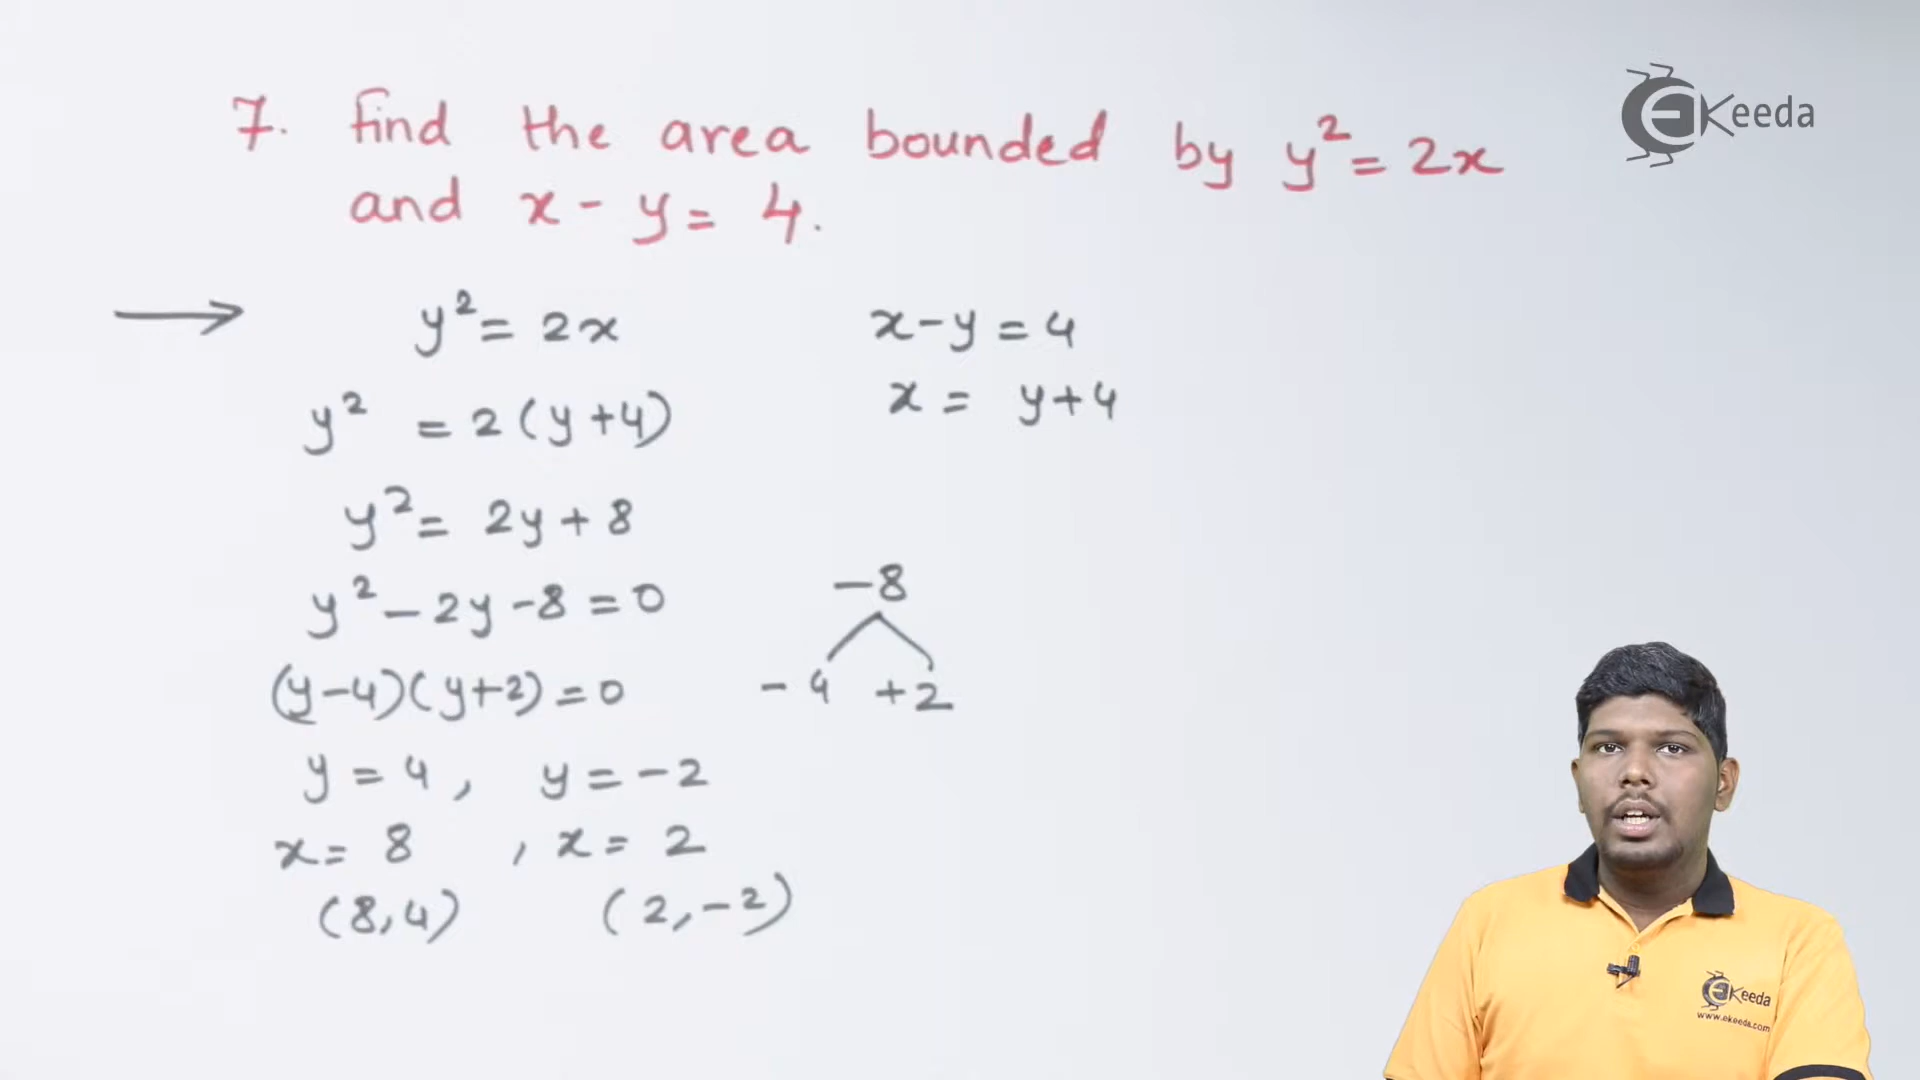 7. Find the area bounded by y² = 2x
and x - y = 4.
EKeeda
→ y² = 2x    x - y = 4
y² = 2(y + 4)    x = y + 4
y² = 2y + 8
y² - 2y - 8 = 0    -8
(y-4)(y+2) = 0    -4 +2
y = 4, y = -2
x = 8, x = 2
(8,4) (2,-2)
EKeeda
www.ekeeda.com